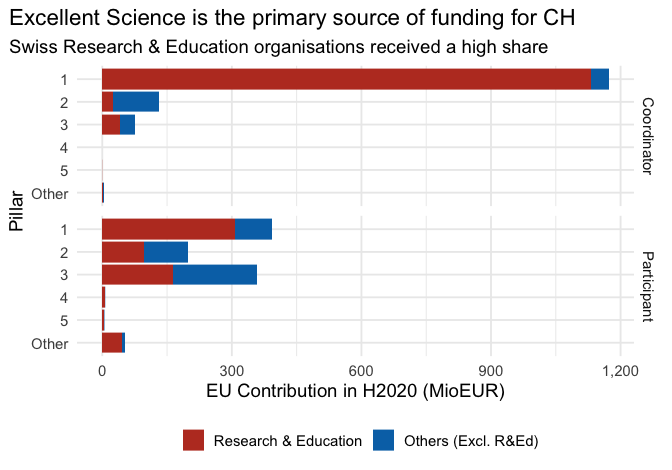 Excellent Science is the primary source of funding for CH
Swiss Research & Education organisations received a high share
Pillar
1
2
3
4
5
Other
Coordinator
1
2
3
4
5
Other
Participant
0
300
600
900
1,200
EU Contribution in H2020 (MioEUR)
Research & Education
Others (Excl. R&Ed)